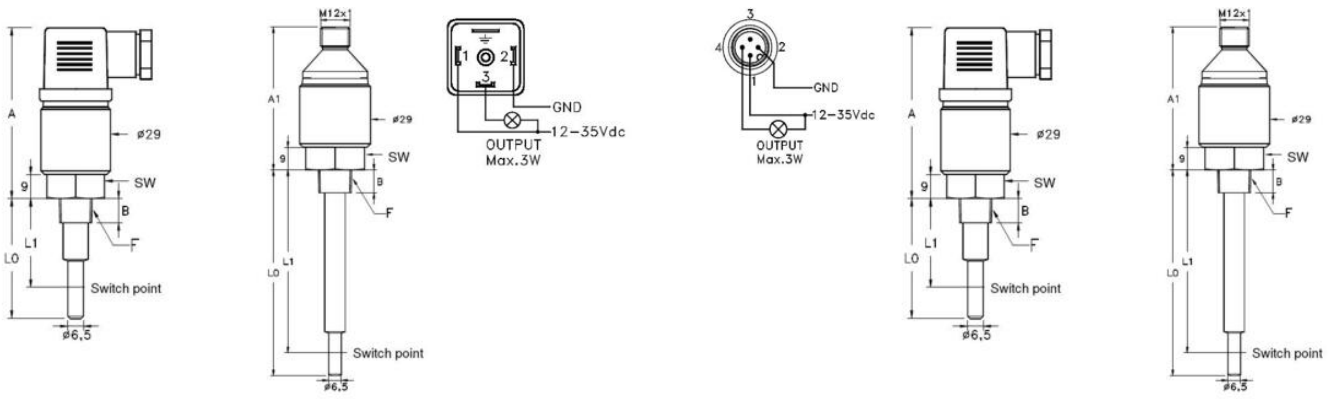 A
ø29
9
SW
B
F
L1
L0
Switch point
ø6,5
M12x1
A1
ø29
9
SW
B
F
L1
L0
Switch point
ø6,5
1
2
3
GND
12-35Vdc
OUTPUT
Max.3W
3
4
2
1
GND
12-35Vdc
OUTPUT
Max.3W
A
ø29
9
SW
B
F
L1
L0
Switch point
ø6,5
M12x1
A1
ø29
9
SW
B
F
L1
L0
Switch point
ø6,5